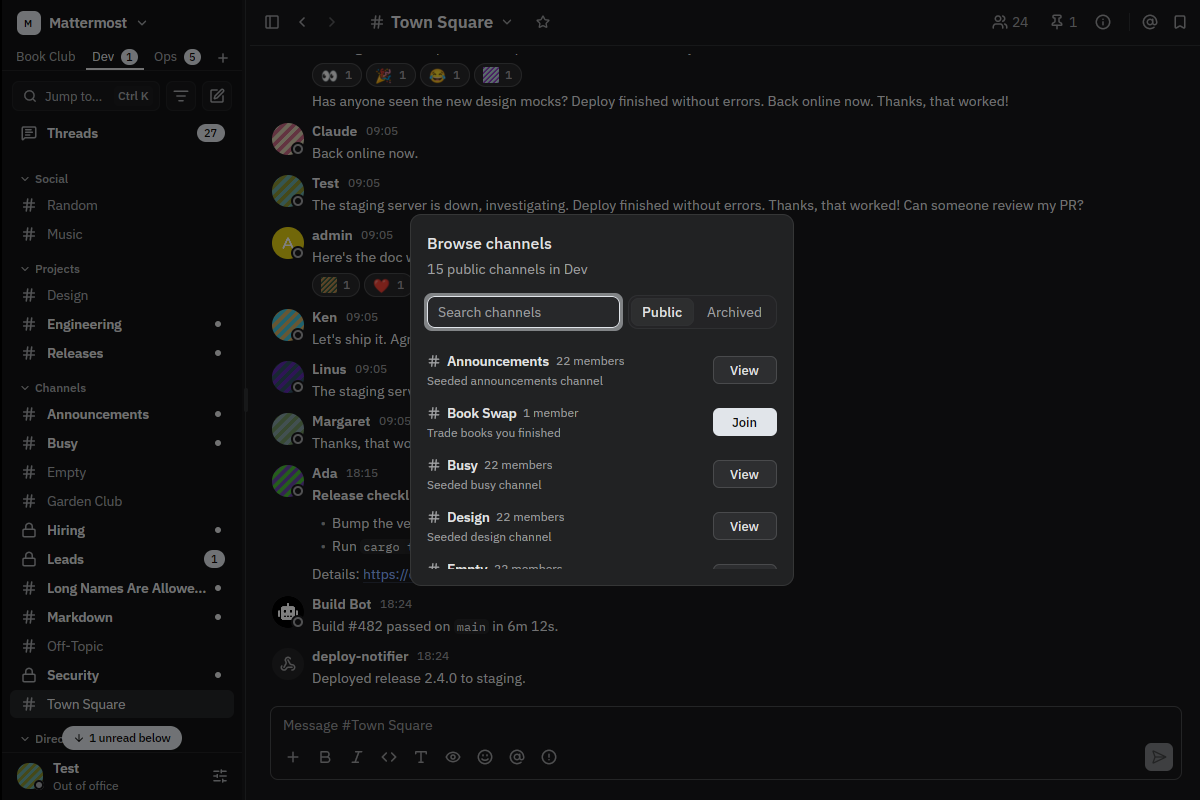 M Mattermost
Book Club Dev 1 Ops 5
Jump to... Ctrl K
Threads 27
Social
# Random
# Music
Projects
# Design
# Engineering
# Releases
Channels
# Announcements
# Busy
# Empty
# Garden Club
Hiring
Leads 1
# Long Names Are Allowe...
# Markdown
# Off-Topic
Security
# Town Square
1 unread below
Test
Out of office
# Town Square
24 1
1 1 1 1
Has anyone seen the new design mocks? Deploy finished without errors. Back online now. Thanks, that worked!
Claude 09:05
Back online now.
Test 09:05
The staging server is down, investigating. Deploy finished without errors. Thanks, that worked! Can someone review my PR?
A admin 09:05
Here's the doc
1 1
Ken 09:05
Let's ship it.
Linus 09:05
The staging
Margaret 09:05
Thanks, that
Ada 18:15
Release
• Bump the
• Run cargo
Details: https://
Build Bot 18:24
Build #482 passed on main in 6m 12s.
deploy-notifier 18:24
Deployed release 2.4.0 to staging.
Message #Town Square
Browse channels
15 public channels in Dev
Search channels Public Archived
# Announcements 22 members
Seeded announcements channel
View
# Book Swap 1 member
Trade books you finished
Join
# Busy 22 members
Seeded busy channel
View
# Design 22 members
Seeded design channel
View